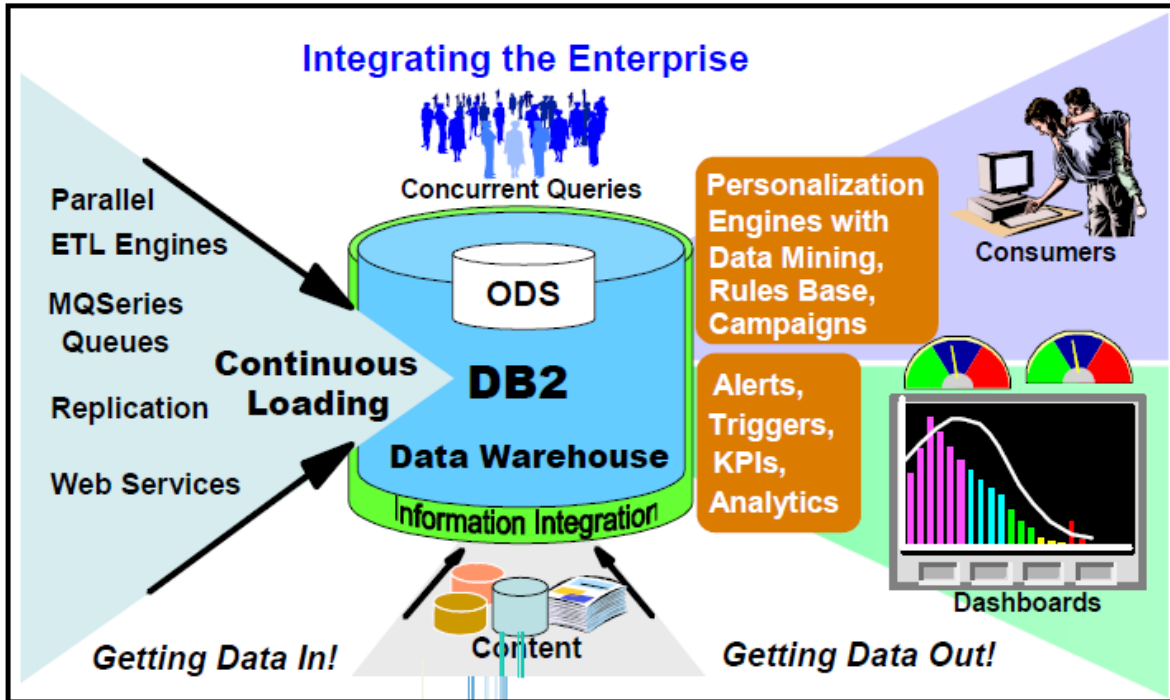 Integrating the Enterprise
Concurrent Queries
Parallel
ETL Engines
MQSeries
Queues
Replication
Web Services
Continuous
Loading
ODS
DB2
Data Warehouse
Information Integration
Personalization
Engines with
Data Mining,
Rules Base,
Campaigns
Consumers
Alerts,
Triggers,
KPIs,
Analytics
Dashboards
Content
Getting Data In!
Getting Data Out!